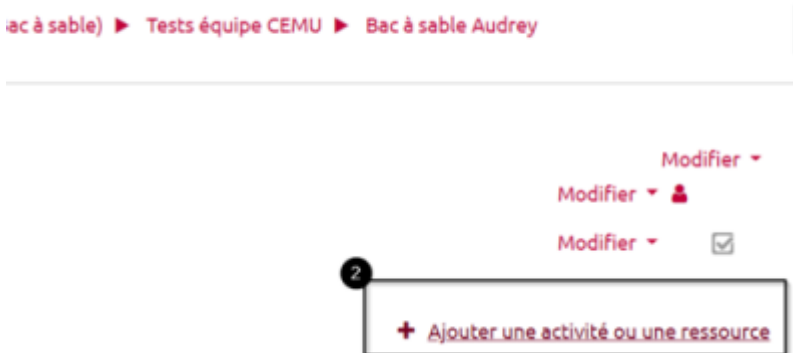 ac à sable) ▶ Tests équipe CEMU ▶ Bac à sable Audrey
Modifier
Modifier
Modifier
2
+ Ajouter une activité ou une ressource